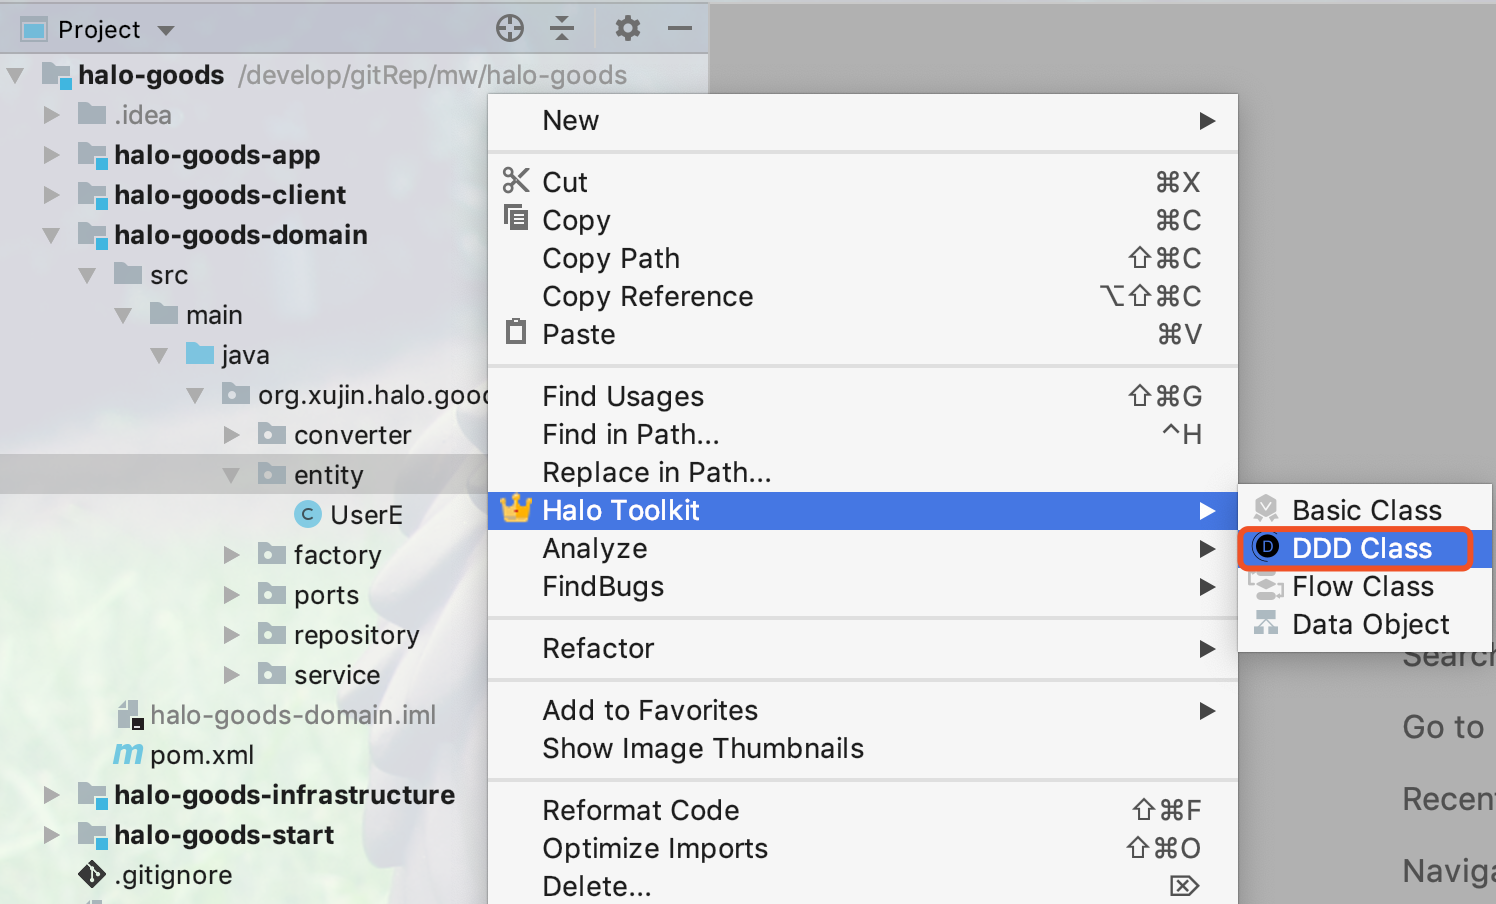 Project
halo-goods /develop/gitRep/mw/halo-goods
.idea
halo-goods-app
halo-goods-client
halo-goods-domain
src
main
java
org.xujin.halo.good
converter
entity
C UserE
factory
ports
repository
service
halo-goods-domain.iml
m pom.xml
halo-goods-infrastructure
halo-goods-start
.gitignore
New
Cut ⌘X
Copy ⌘C
Copy Path ⇧⌘C
Copy Reference ⌥⇧⌘C
Paste ⌘V
Find Usages ⇧⌘G
Find in Path... ^H
Replace in Path...
Halo Toolkit
Analyze
FindBugs
Refactor
Add to Favorites
Show Image Thumbnails
Reformat Code ⇧⌘F
Optimize Imports ⇧⌘O
Delete... ⌦
Basic Class
D DDD Class
Flow Class
Data Object
Search
Go to
Recen
Naviga